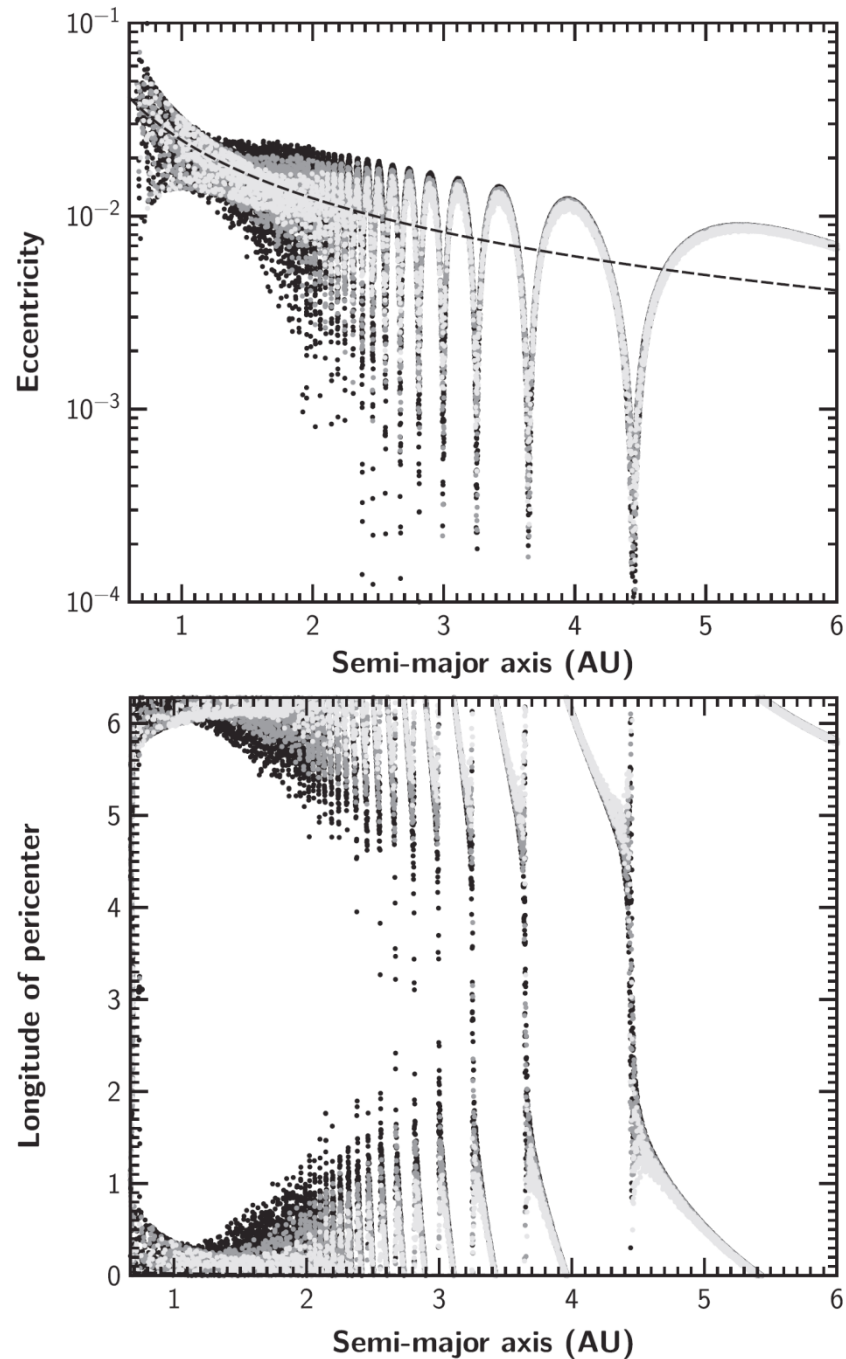 10⁻¹
10⁻²
10⁻³
10⁻⁴
Eccentricity
1 2 3 4 5 6
Semi-major axis (AU)
6
5
4
3
2
1
0
Longitude of pericenter
1 2 3 4 5 6
Semi-major axis (AU)